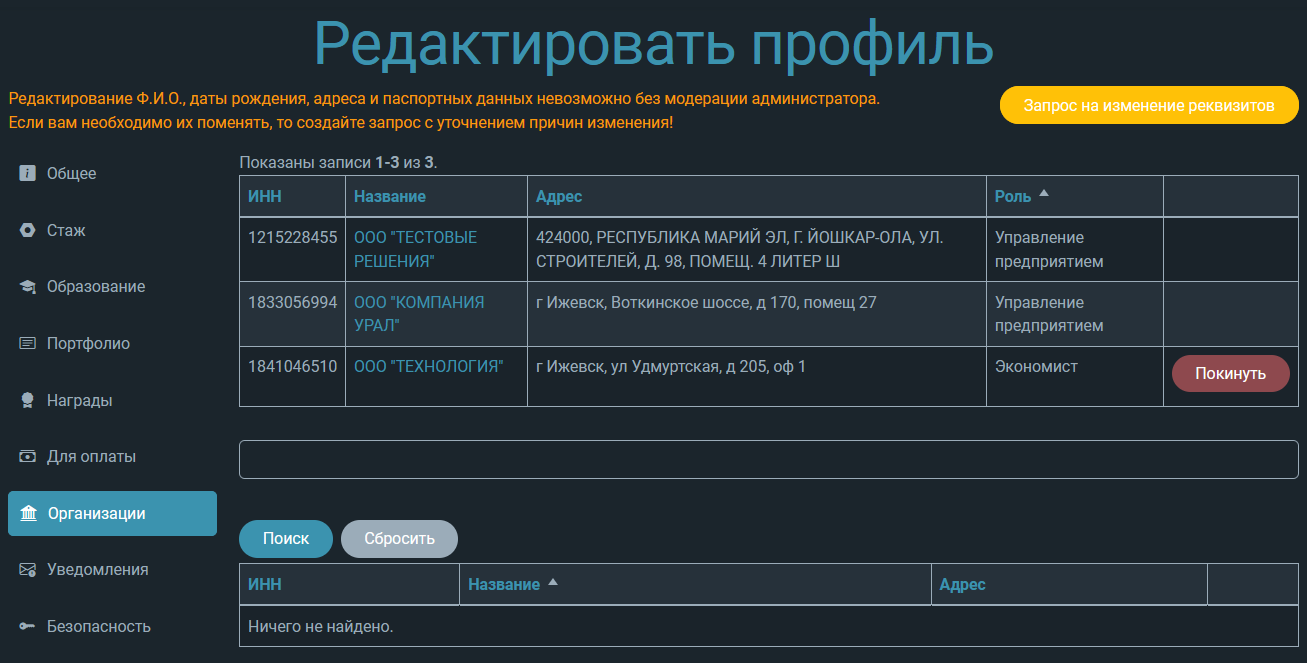 Редактировать профиль
Редактирование Ф.И.О., даты рождения, адреса и паспортных данных невозможно без модерации администратора.
Если вам необходимо их поменять, то создайте запрос с уточнением причин изменения!
Запрос на изменение реквизитов
Общее
Стаж
Образование
Портфолио
Награды
Для оплаты
Организации
Уведомления
Безопасность
Показаны записи 1-3 из 3.
ИНН Название Адрес Роль
1215228455 ООО "ТЕСТОВЫЕ 424000, РЕСПУБЛИКА МАРИЙ ЭЛ, Г. ЙОШКАР-ОЛА, УЛ. Управление
РЕШЕНИЯ" СТРОИТЕЛЕЙ, Д. 98, ПОМЕЩ. 4 ЛИТЕР Ш предприятием
1833056994 ООО "КОМПАНИЯ г Ижевск, Воткинское шоссе, д 170, помещ 27 Управление
УРАЛ" предприятием
1841046510 ООО "ТЕХНОЛОГИЯ" г Ижевск, ул Удмуртская, д 205, оф 1 Экономист Покинуть
Поиск Сбросить
ИНН Название Адрес
Ничего не найдено.